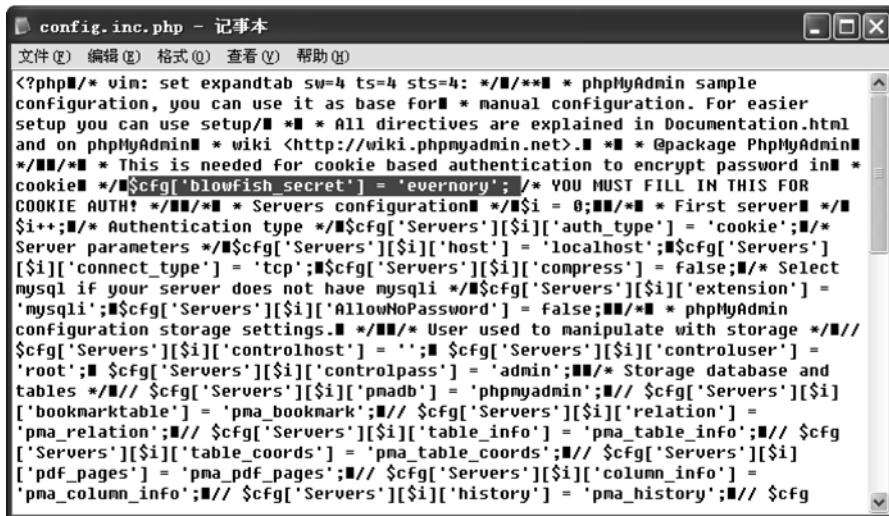 config.inc.php - 记事本
文件(F) 编辑(E) 格式(O) 查看(V) 帮助(H)
<?php■/* vim: set expandtab sw=4 ts=4 sts=4: */■/**■ * phpMyAdmin sample
configuration, you can use it as base for■ * manual configuration. For easier
setup you can use setup/■ *■ * All directives are explained in Documentation.html
and on phpMyAdmin■ * wiki <http://wiki.phpmyadmin.net>.■ *■ * @package PhpMyAdmin■
*/■■/*■ * This is needed for cookie based authentication to encrypt password in■ *
cookie■ */■$cfg['blowfish_secret'] = 'evernory'; /* YOU MUST FILL IN THIS FOR
COOKIE AUTH! */■■/*■ * Servers configuration■ */■$i = 0;■■/*■ * First server■ */■
$i++;■/* Authentication type */■$cfg['Servers'][$i]['auth_type'] = 'cookie';■/*
Server parameters */■$cfg['Servers'][$i]['host'] = 'localhost';■$cfg['Servers']
[$i]['connect_type'] = 'tcp';■$cfg['Servers'][$i]['compress'] = false;■/* Select
mysql if your server does not have mysqli */■$cfg['Servers'][$i]['extension'] =
'mysqli';■$cfg['Servers'][$i]['AllowNoPassword'] = false;■■/*■ * phpMyAdmin
configuration storage settings.■ */■■/* User used to manipulate with storage */■//
$cfg['Servers'][$i]['controlhost'] = '';■ $cfg['Servers'][$i]['controluser'] =
'root';■ $cfg['Servers'][$i]['controlpass'] = 'admin';■■/* Storage database and
tables */■// $cfg['Servers'][$i]['pmadb'] = 'phpmyadmin';■// $cfg['Servers'][$i]
['bookmarktable'] = 'pma_bookmark';■// $cfg['Servers'][$i]['relation'] =
'pma_relation';■// $cfg['Servers'][$i]['table_info'] = 'pma_table_info';■// $cfg
['Servers'][$i]['table_coords'] = 'pma_table_coords';■// $cfg['Servers'][$i]
['pdf_pages'] = 'pma_pdf_pages';■// $cfg['Servers'][$i]['column_info'] =
'pma_column_info';■// $cfg['Servers'][$i]['history'] = 'pma_history';■// $cfg